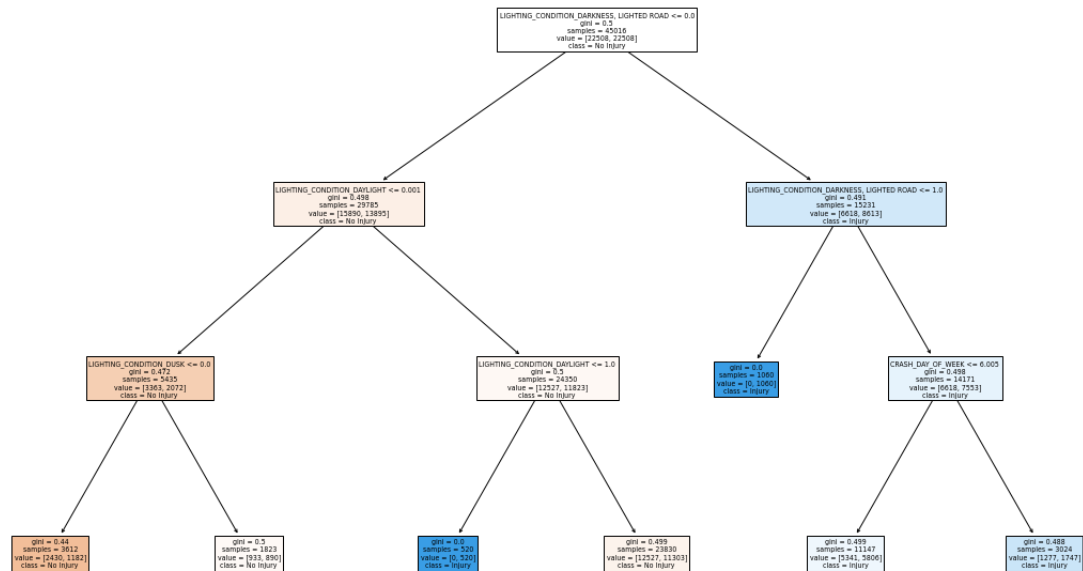 LIGHTING_CONDITION_DARKNESS, LIGHTED ROAD <= 0.0
gini = 0.5
samples = 45016
value = [22508, 22508]
class = No Injury
LIGHTING_CONDITION_DAYLIGHT <= 0.001
gini = 0.498
samples = 29785
value = [15890, 13895]
class = No Injury
LIGHTING_CONDITION_DARKNESS, LIGHTED ROAD <= 1.0
gini = 0.491
samples = 15231
value = [6618, 8613]
class = Injury
LIGHTING_CONDITION_DUSK <= 0.0
gini = 0.472
samples = 5435
value = [3363, 2072]
class = No Injury
LIGHTING_CONDITION_DAYLIGHT <= 1.0
gini = 0.5
samples = 24350
value = [12527, 11823]
class = No Injury
gini = 0.0
samples = 1060
value = [0, 1060]
class = Injury
CRASH_DAY_OF_WEEK <= 6.005
gini = 0.498
samples = 14171
value = [6618, 7553]
class = Injury
gini = 0.44
samples = 3612
value = [2430, 1182]
class = No Injury
gini = 0.5
samples = 1823
value = [933, 890]
class = No Injury
gini = 0.0
samples = 520
value = [0, 520]
class = Injury
gini = 0.499
samples = 23830
value = [12527, 11303]
class = No Injury
gini = 0.499
samples = 11147
value = [5341, 5806]
class = Injury
gini = 0.488
samples = 3024
value = [1277, 1747]
class = Injury